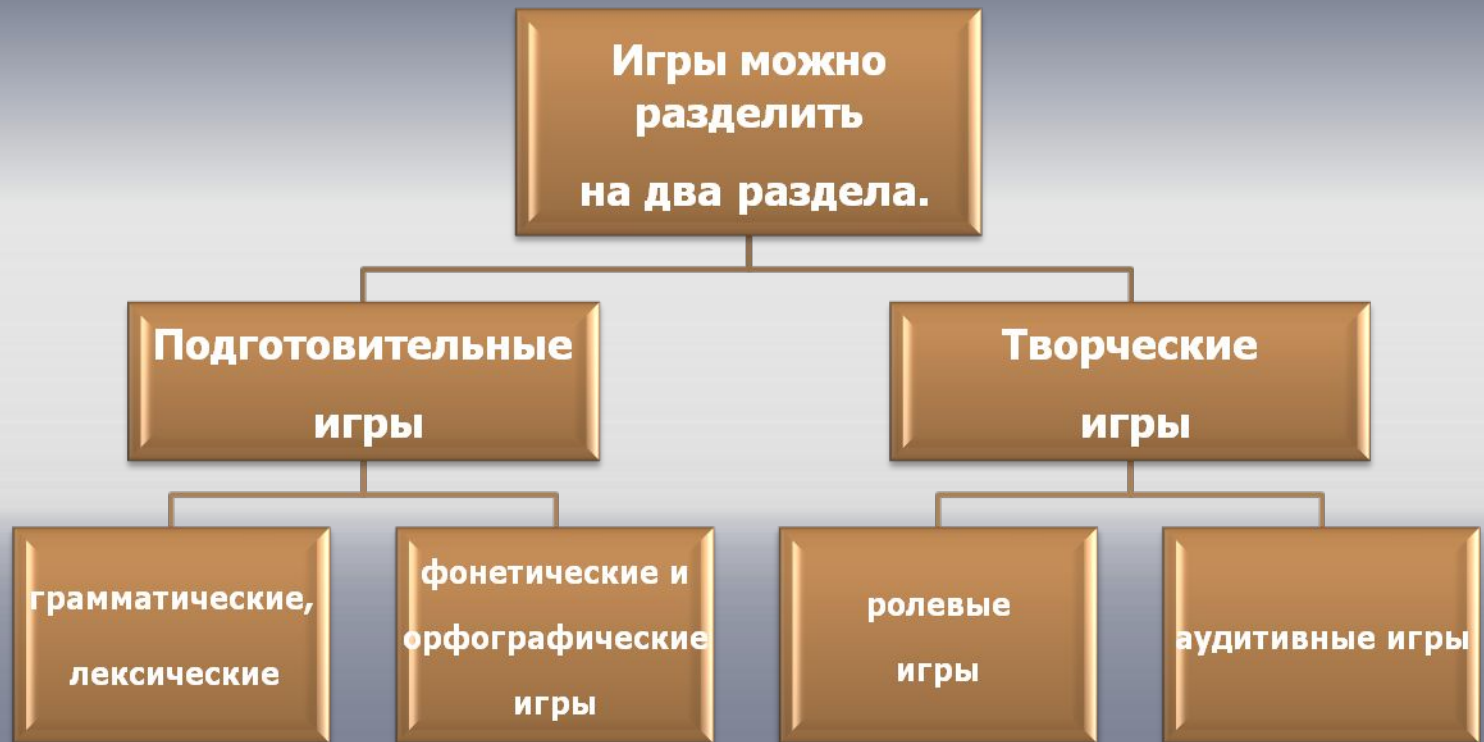 Игры можно
разделить
на два раздела.
Подготовительные
игры
Творческие
игры
грамматические,
лексические
фонетические и
орфографические
игры
ролевые
игры
аудитивные игры